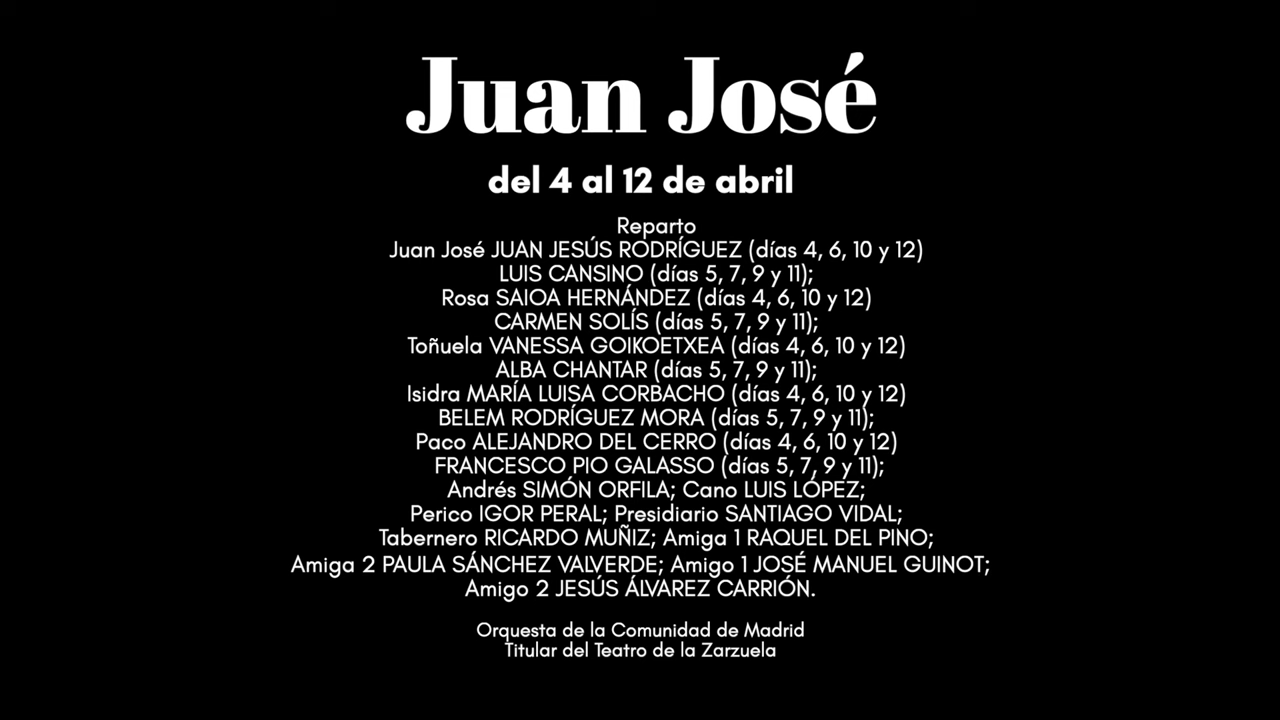 Juan José
del 4 al 12 de abril
Reparto
Juan José JUAN JESÚS RODRÍGUEZ (días 4, 6, 10 y 12)
LUIS CANSINO (días 5, 7, 9 y 11);
Rosa SAIOA HERNÁNDEZ (días 4, 6, 10 y 12)
CARMEN SOLÍS (días 5, 7, 9 y 11);
Toñuela VANESSA GOIKOETXEA (días 4, 6, 10 y 12)
ALBA CHANTAR (días 5, 7, 9 y 11);
Isidra MARÍA LUISA CORBACHO (días 4, 6, 10 y 12)
BELEM RODRÍGUEZ MORA (días 5, 7, 9 y 11);
Paco ALEJANDRO DEL CERRO (días 4, 6, 10 y 12)
FRANCESCO PIO GALASSO (días 5, 7, 9 y 11);
Andrés SIMÓN ORFILA; Cano LUIS LÓPEZ;
Perico IGOR PERAL; Presidiario SANTIAGO VIDAL;
Tabernero RICARDO MUÑIZ; Amiga 1 RAQUEL DEL PINO;
Amiga 2 PAULA SÁNCHEZ VALVERDE; Amigo 1 JOSÉ MANUEL GUINOT;
Amigo 2 JESÚS ÁLVAREZ CARRIÓN.
Orquesta de la Comunidad de Madrid
Titular del Teatro de la Zarzuela